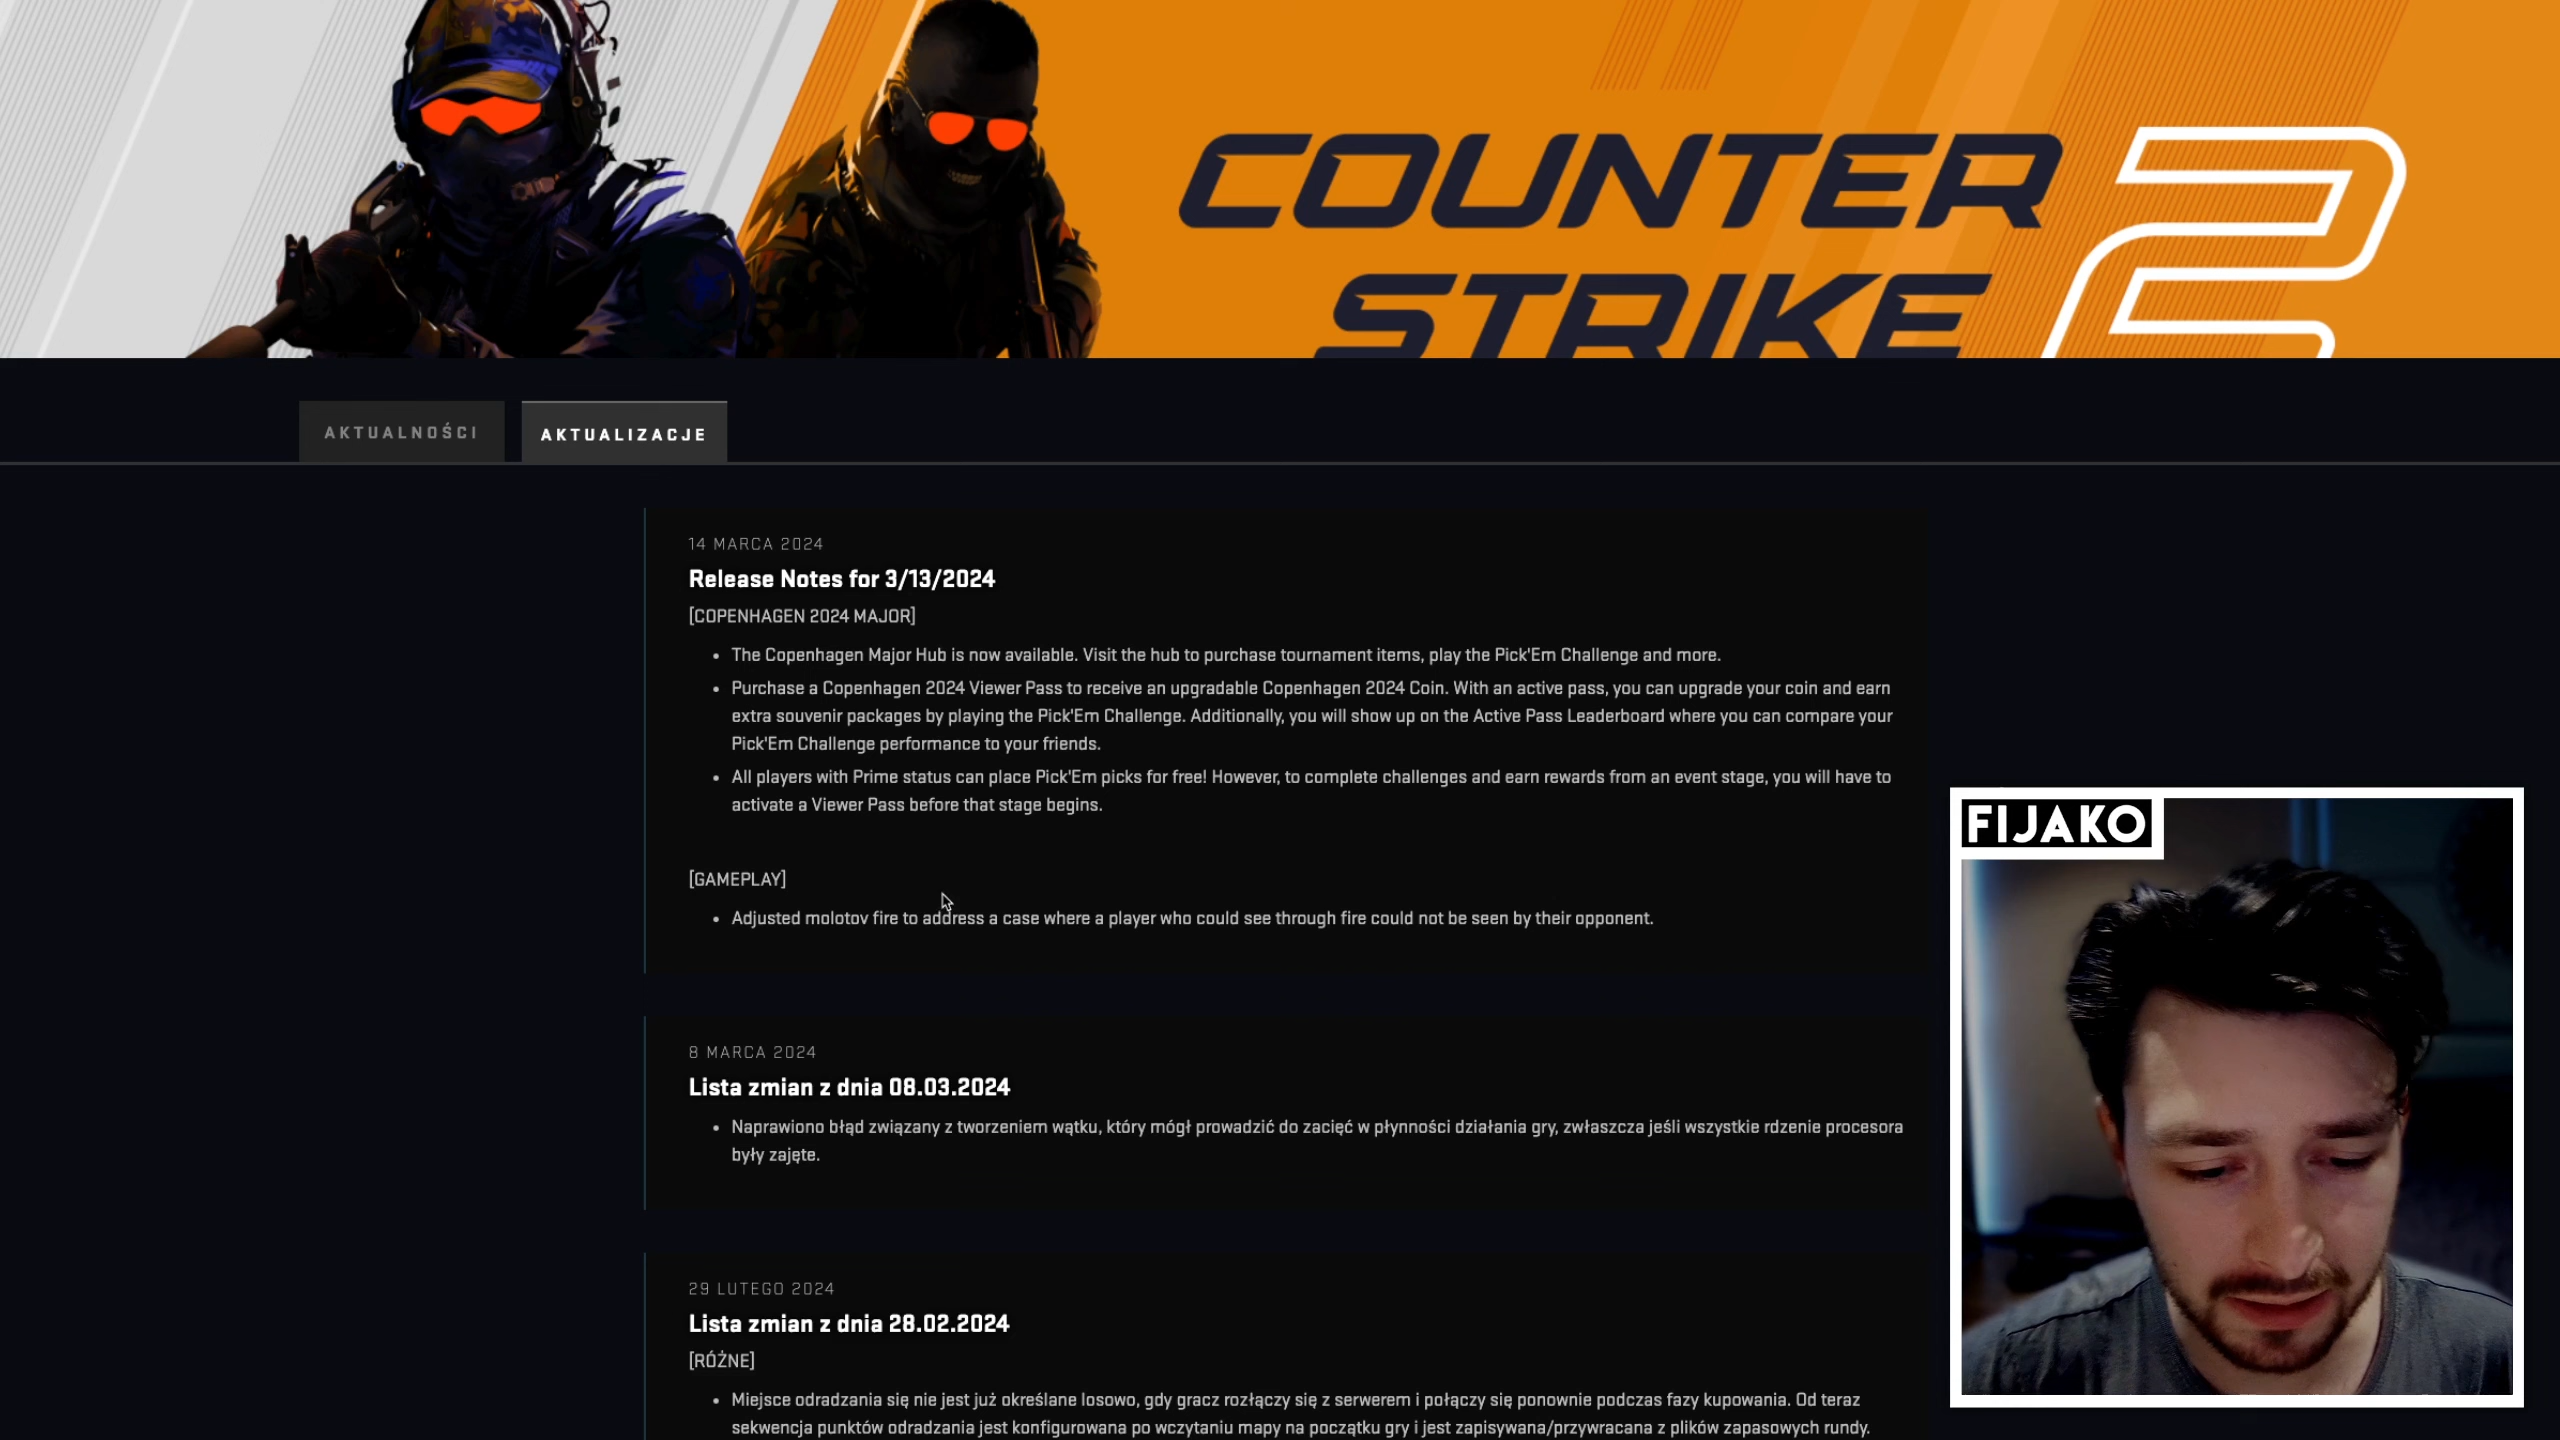 COUNTER
STRIKE 2
AKTUALNOŚCI
AKTUALIZACJE
14 MARCA 2024
Release Notes for 3/13/2024
[COPENHAGEN 2024 MAJOR]
• The Copenhagen Major Hub is now available. Visit the hub to purchase tournament items, play the Pick'Em Challenge and more.
• Purchase a Copenhagen 2024 Viewer Pass to receive an upgradable Copenhagen 2024 Coin. With an active pass, you can upgrade your coin and earn
extra souvenir packages by playing the Pick'Em Challenge. Additionally, you will show up on the Active Pass Leaderboard where you can compare your
Pick'Em Challenge performance to your friends.
• All players with Prime status can place Pick'Em picks for free! However, to complete challenges and earn rewards from an event stage, you will have to
activate a Viewer Pass before that stage begins.
[GAMEPLAY]
• Adjusted molotov fire to address a case where a player who could see through fire could not be seen by their opponent.
8 MARCA 2024
Lista zmian z dnia 08.03.2024
• Naprawiono błąd związany z tworzeniem wątku, który mógł prowadzić do zacięć w płynności działania gry, zwłaszcza jeśli wszystkie rdzenie procesora
były zajęte.
29 LUTEGO 2024
Lista zmian z dnia 28.02.2024
[RÓŻNE]
• Miejsce odradzania się nie jest już określane losowo, gdy gracz rozłączy się z serwerem i połączy się ponownie podczas fazy kupowania. Od teraz
sekwencja punktów odradzania jest konfigurowana po wczytaniu mapy na początku gry i jest zapisywana/przywracana z plików zapasowych rundy.
FIJAKO